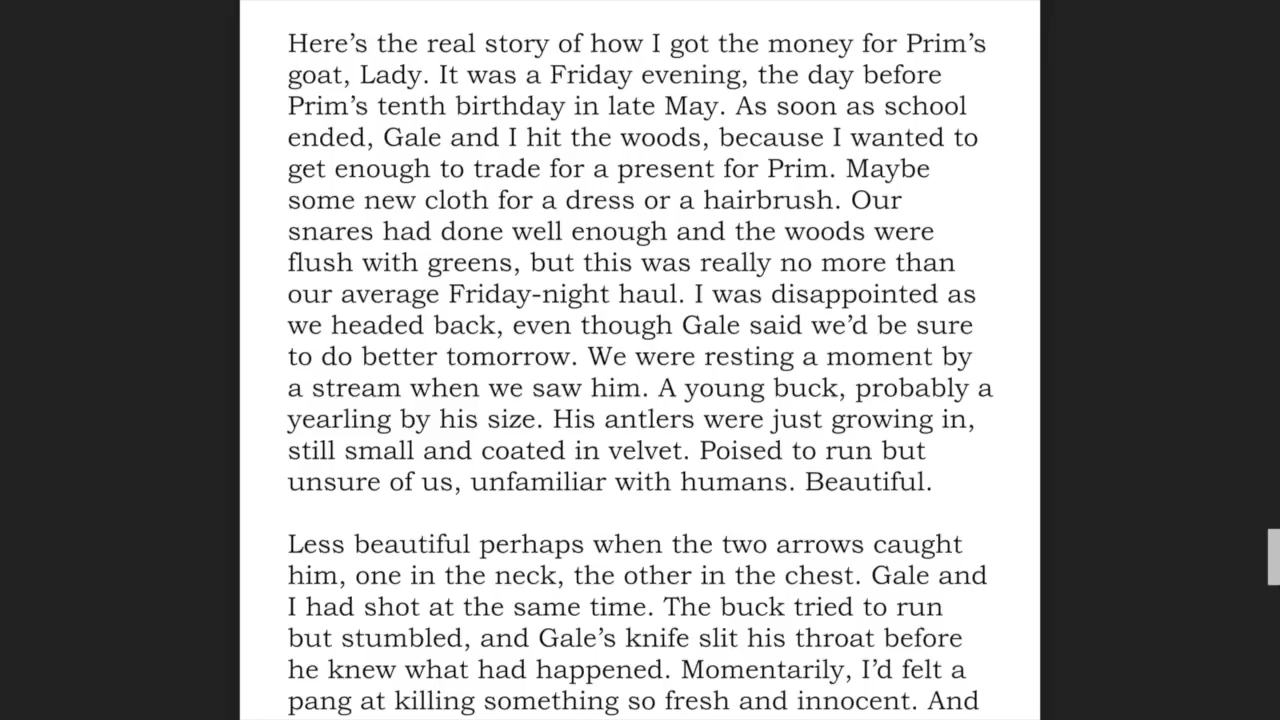 Here’s the real story of how I got the money for Prim’s
goat, Lady. It was a Friday evening, the day before
Prim’s tenth birthday in late May. As soon as school
ended, Gale and I hit the woods, because I wanted to
get enough to trade for a present for Prim. Maybe
some new cloth for a dress or a hairbrush. Our
snares had done well enough and the woods were
flush with greens, but this was really no more than
our average Friday-night haul. I was disappointed as
we headed back, even though Gale said we’d be sure
to do better tomorrow. We were resting a moment by
a stream when we saw him. A young buck, probably a
yearling by his size. His antlers were just growing in,
still small and coated in velvet. Poised to run but
unsure of us, unfamiliar with humans. Beautiful.
Less beautiful perhaps when the two arrows caught
him, one in the neck, the other in the chest. Gale and
I had shot at the same time. The buck tried to run
but stumbled, and Gale’s knife slit his throat before
he knew what had happened. Momentarily, I’d felt a
pang at killing something so fresh and innocent. And